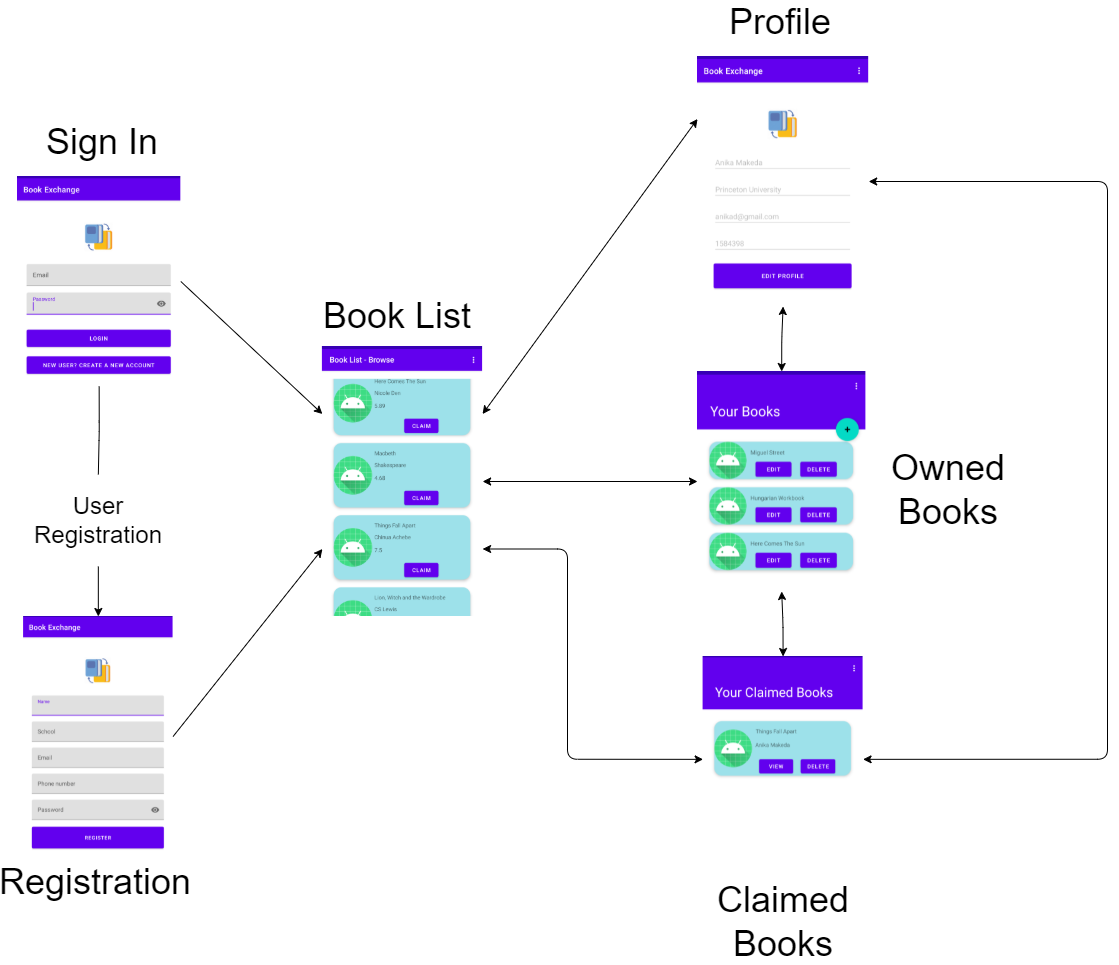 Profile
Book Exchange
Anika Makeda
Princeton University
anikad@gmail.com
1584398
EDIT PROFILE
Sign In
Book Exchange
Email
Password
LOGIN
NEW USER? CREATE A NEW ACCOUNT
User
Registration
Book Exchange
Name
School
Email
Phone number
Password
REGISTER
Registration
Book List
Book List - Browse
Here Comes The Sun
Nicole Den
5.89
CLAIM
Macbeth
Shakespeare
4.68
CLAIM
Things Fall Apart
Chinua Achebe
7.5
CLAIM
Lion, Witch and the Wardrobe
CS Lewis
Your Books
+
Miguel Street
EDIT DELETE
Hungarian Workbook
EDIT DELETE
Here Comes The Sun
EDIT DELETE
Owned
Books
Your Claimed Books
Things Fall Apart
Anika Makeda
VIEW DELETE
Claimed
Books